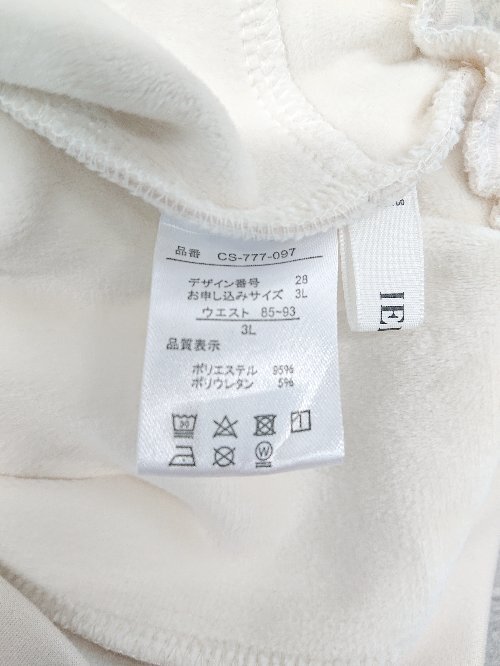 品番 CS-777-097
デザイン番号 28
お申し込みサイズ 3L
ウエスト 85~93
3L
品質表示
ポリエステル 95%
ポリウレタン 5%
W